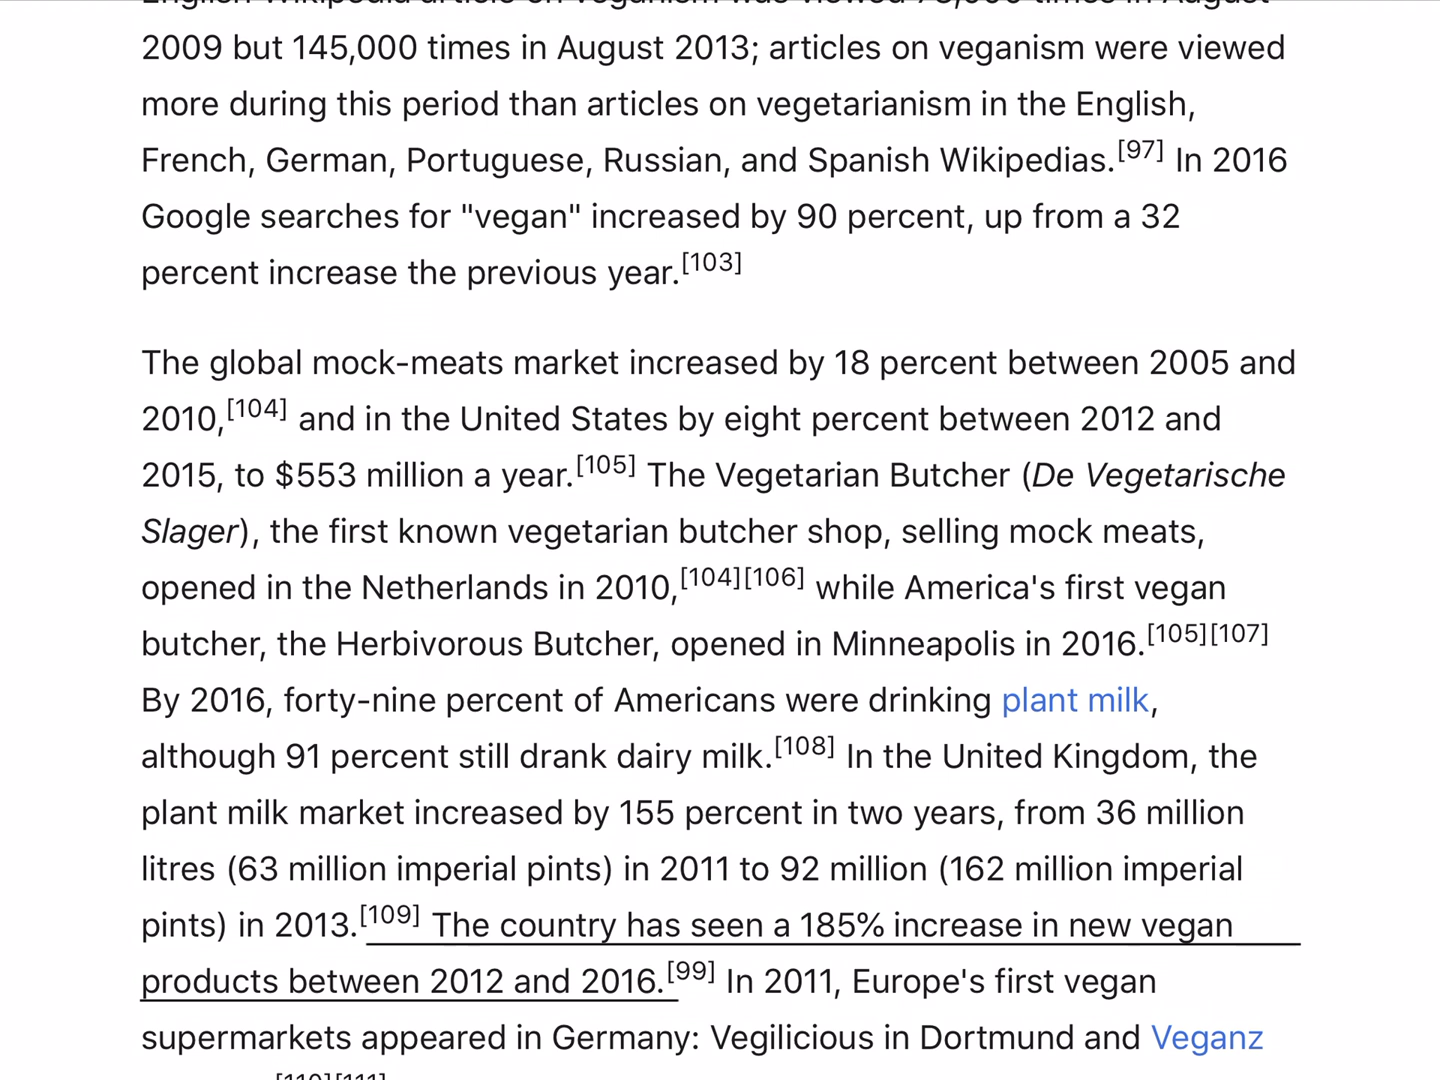 2009 but 145,000 times in August 2013; articles on veganism were viewed
more during this period than articles on vegetarianism in the English,
French, German, Portuguese, Russian, and Spanish Wikipedias.[97] In 2016
Google searches for "vegan" increased by 90 percent, up from a 32
percent increase the previous year.[103]
The global mock-meats market increased by 18 percent between 2005 and
2010,[104] and in the United States by eight percent between 2012 and
2015, to $553 million a year.[105] The Vegetarian Butcher (De Vegetarische
Slager), the first known vegetarian butcher shop, selling mock meats,
opened in the Netherlands in 2010,[104][106] while America's first vegan
butcher, the Herbivorous Butcher, opened in Minneapolis in 2016.[105][107]
By 2016, forty-nine percent of Americans were drinking plant milk,
although 91 percent still drank dairy milk.[108] In the United Kingdom, the
plant milk market increased by 155 percent in two years, from 36 million
litres (63 million imperial pints) in 2011 to 92 million (162 million imperial
pints) in 2013.[109] The country has seen a 185% increase in new vegan
products between 2012 and 2016.[99] In 2011, Europe's first vegan
supermarkets appeared in Germany: Vegilicious in Dortmund and Veganz